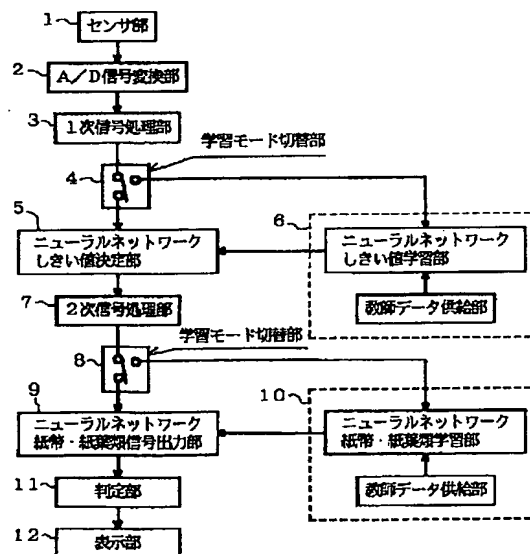 1
センサ部
2
A/D信号変換部
3
1次信号処理部
学習モード切替部
4
5
ニューラルネットワーク
しきい値決定部
6
ニューラルネットワーク
しきい値学習部
教師データ供給部
7
2次信号処理部
学習モード切替部
8
9
ニューラルネットワーク
紙幣・紙葉類信号出力部
10
ニューラルネットワーク
紙幣・紙葉類学習部
教師データ供給部
11
判定部
12
表示部